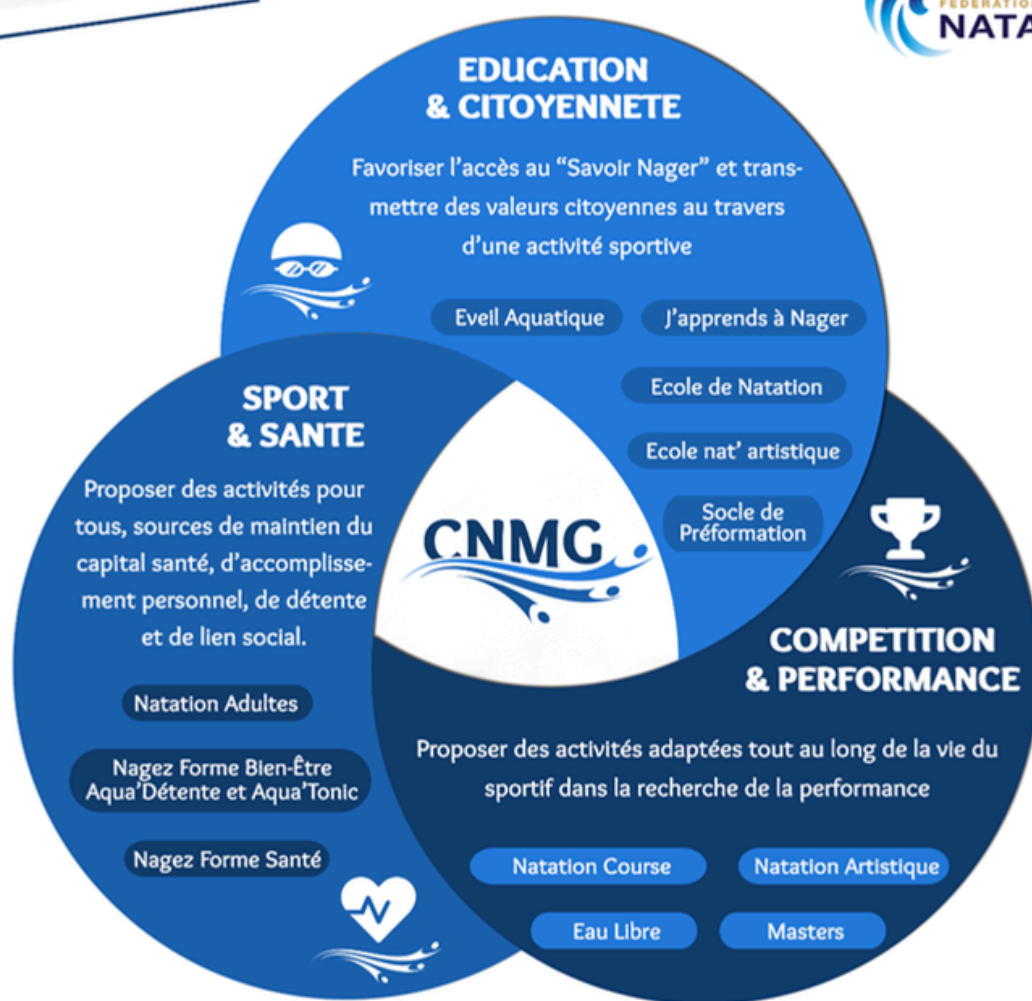 FEDERATION
EDUCATION
& CITOYENNETE
Favoriser l’accès au “Savoir Nager” et trans-
mettre des valeurs citoyennes au travers
d’une activité sportive
Eveil Aquatique
J’apprends à Nager
Ecole de Natation
Ecole nat’ artistique
Socle de
Préformation
SPORT
& SANTE
Proposer des activités pour
tous, sources de maintien du
capital santé, d’accomplisse-
ment personnel, de détente
et de lien social.
Natation Adultes
Nagez Forme Bien-Être
Aqua’Détente et Aqua’Tonic
Nagez Forme Santé
CNMG
COMPETITION
& PERFORMANCE
Proposer des activités adaptées tout au long de la vie du
sportif dans la recherche de la performance
Natation Course
Natation Artistique
Eau Libre
Masters